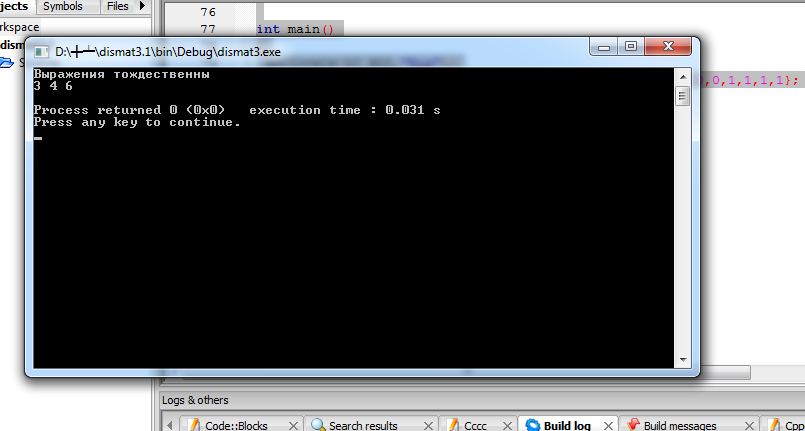 jects
Symbols
Files
rkspace
dism
S
76
77
int main()
D:\┿┷\dismat3.1\bin\Debug\dismat3.exe
,0,1,1,1,1};
Выражения тождественны
3 4 6
Process returned 0 (0x0)   execution time : 0.031 s
Press any key to continue.
Logs & others
Code::Blocks
Search results
Cccc
Build log
Build messages
Cpp